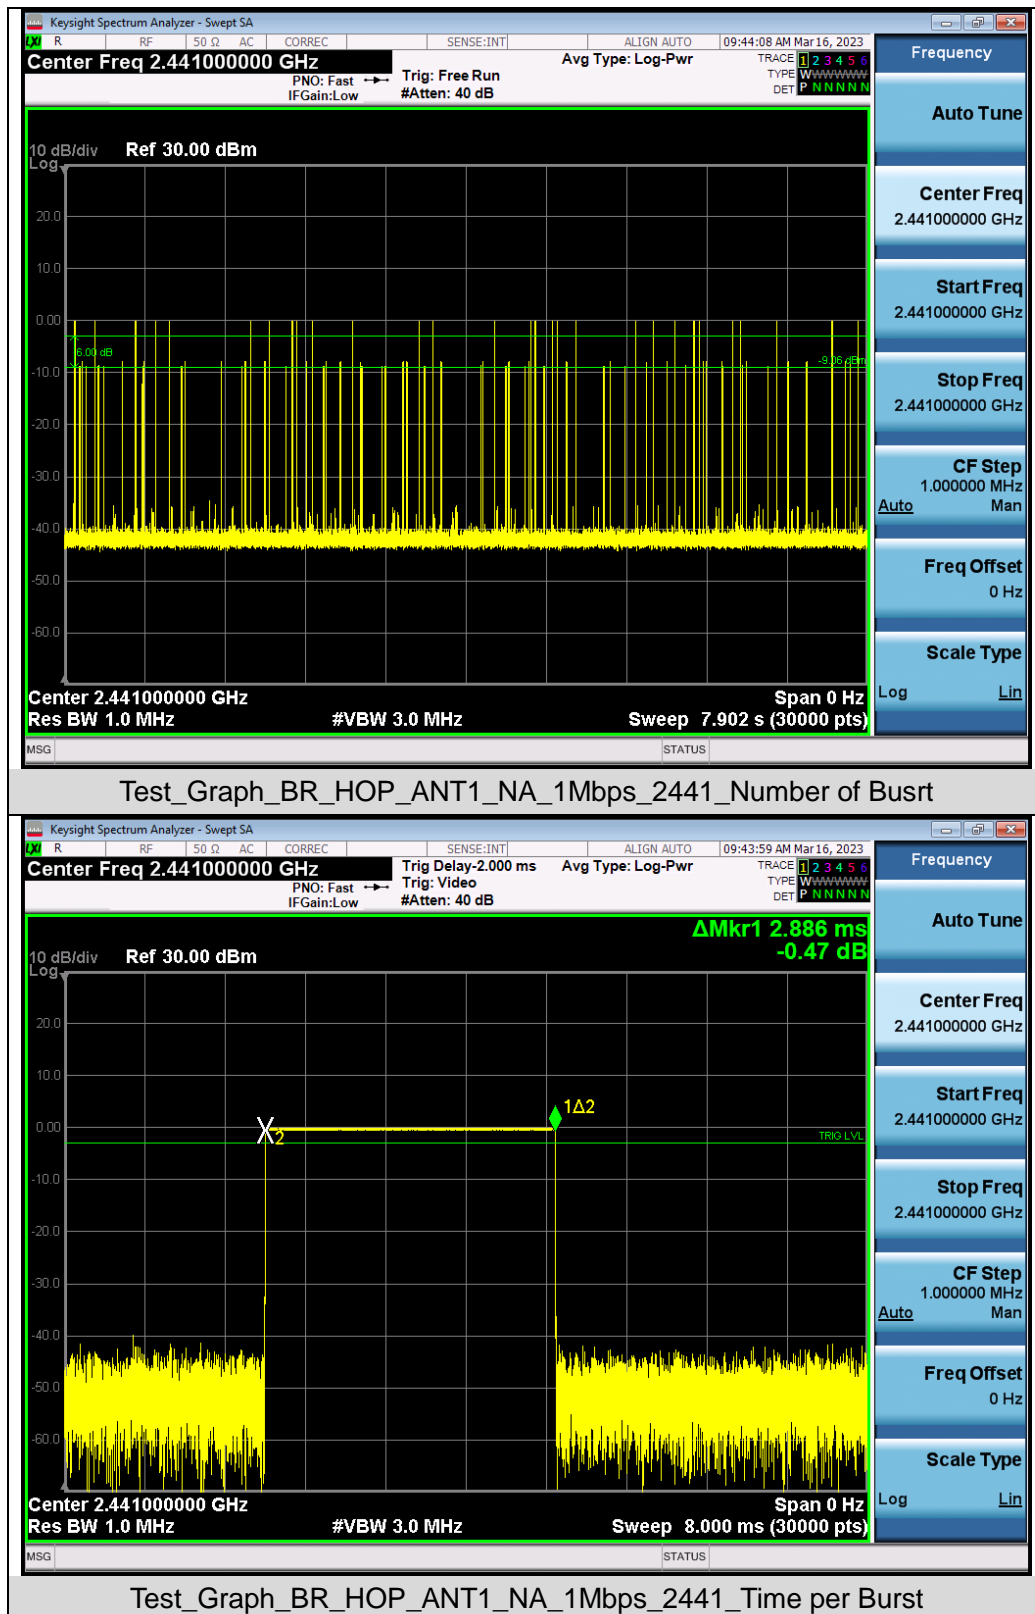 Keysight Spectrum Analyzer - Swept SA
LXI R RF 50 Ω AC CORREC SENSE:INT ALIGN AUTO 09:44:08 AM Mar 16, 2023
Center Freq 2.441000000 GHz
PNO: Fast
IFGain:Low
Trig: Free Run
#Atten: 40 dB
Avg Type: Log-Pwr
TRACE 1 2 3 4 5 6
TYPE WWWWWW
DET P N N N N N
10 dB/div
Log
Ref 30.00 dBm
20.0
10.0
0.00
6.00 dB
-9.06 dBm
-10.0
-20.0
-30.0
-40.0
-50.0
-60.0
Center 2.441000000 GHz
Span 0 Hz
Res BW 1.0 MHz
#VBW 3.0 MHz
Sweep 7.902 s (30000 pts)
MSG
STATUS
Frequency
Auto Tune
Center Freq
2.441000000 GHz
Start Freq
2.441000000 GHz
Stop Freq
2.441000000 GHz
CF Step
1.000000 MHz
Auto Man
Freq Offset
0 Hz
Scale Type
Log Lin
Test_Graph_BR_HOP_ANT1_NA_1Mbps_2441_Number of Busrt
Keysight Spectrum Analyzer - Swept SA
LXI R RF 50 Ω AC CORREC SENSE:INT ALIGN AUTO 09:43:59 AM Mar 16, 2023
Center Freq 2.441000000 GHz
PNO: Fast
IFGain:Low
Trig Delay-2.000 ms
Trig: Video
#Atten: 40 dB
Avg Type: Log-Pwr
TRACE 1 2 3 4 5 6
TYPE WWWWWW
DET P N N N N N
ΔMkr1 2.886 ms
-0.47 dB
10 dB/div
Log
Ref 30.00 dBm
20.0
10.0
0.00
1Δ2
2
TRIG LVL
-10.0
-20.0
-30.0
-40.0
-50.0
-60.0
Center 2.441000000 GHz
Span 0 Hz
Res BW 1.0 MHz
#VBW 3.0 MHz
Sweep 8.000 ms (30000 pts)
MSG
STATUS
Frequency
Auto Tune
Center Freq
2.441000000 GHz
Start Freq
2.441000000 GHz
Stop Freq
2.441000000 GHz
CF Step
1.000000 MHz
Auto Man
Freq Offset
0 Hz
Scale Type
Log Lin
Test_Graph_BR_HOP_ANT1_NA_1Mbps_2441_Time per Burst